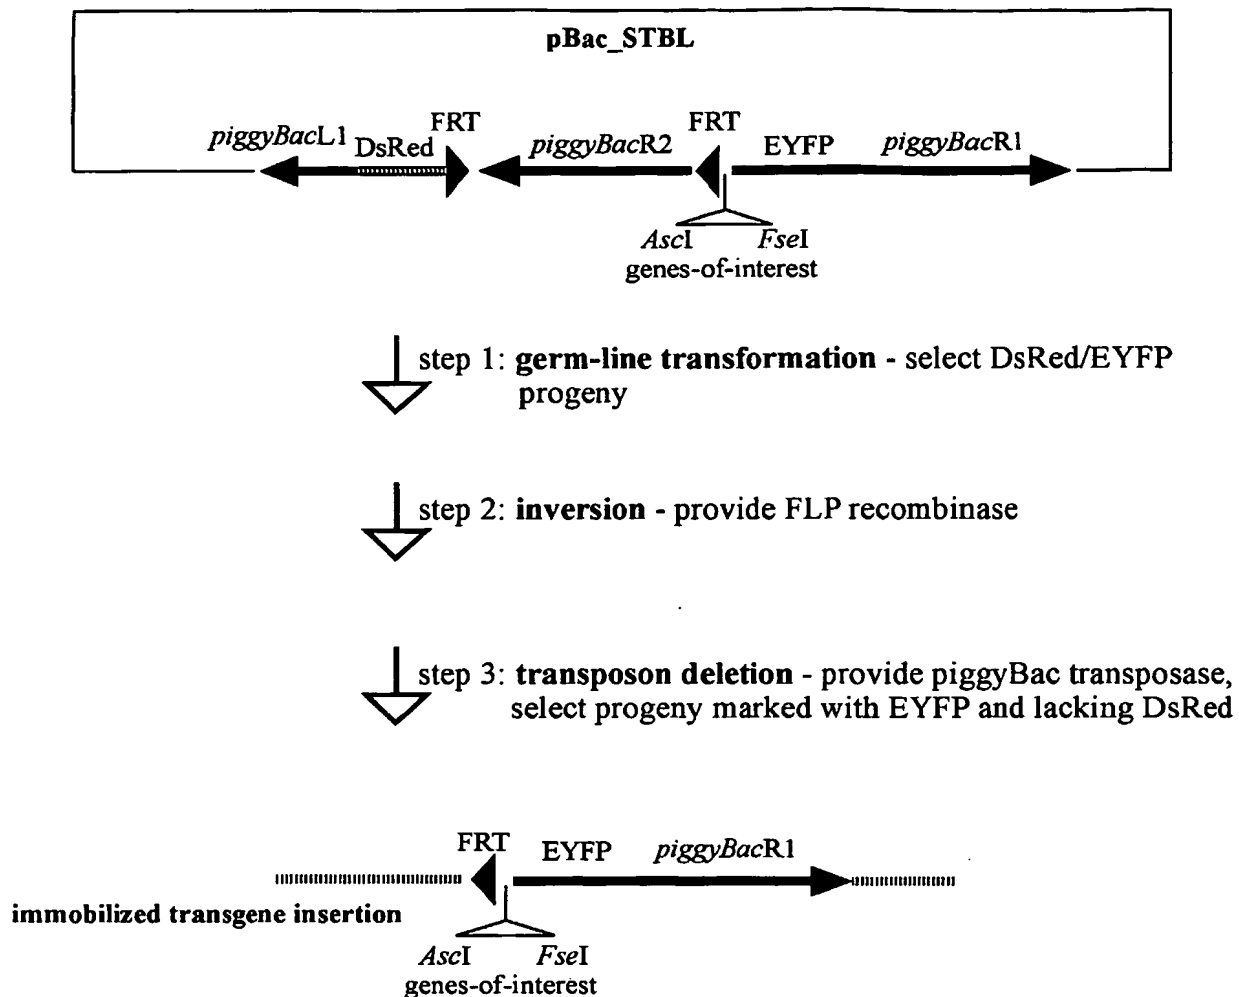 pBac_STBL
piggyBacL1 DsRed FRT piggyBacR2 FRT EYFP piggyBacR1
AscI FseI
genes-of-interest
step 1: germ-line transformation - select DsRed/EYFP
progeny
step 2: inversion - provide FLP recombinase
step 3: transposon deletion - provide piggyBac transposase,
select progeny marked with EYFP and lacking DsRed
FRT EYFP piggyBacR1
immobilized transgene insertion
AscI FseI
genes-of-interest